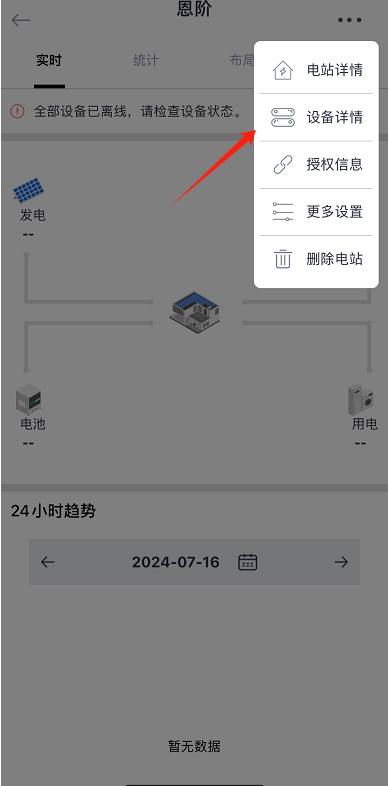 恩阶
实时
统计
布局
电站详情
全部设备已离线，请检查设备状态。
设备详情
授权信息
更多设置
删除电站
发电
--
电池
--
用电
--
24小时趋势
2024-07-16
暂无数据